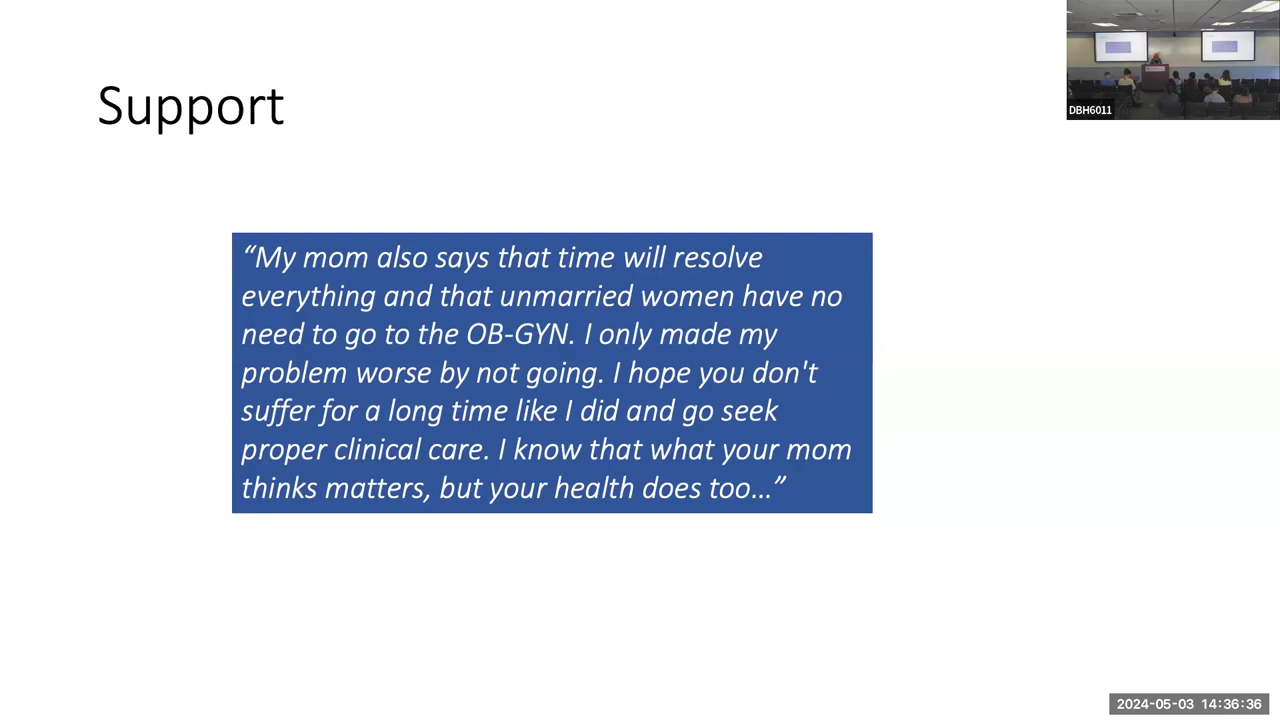 Support
“My mom also says that time will resolve
everything and that unmarried women have no
need to go to the OB-GYN. I only made my
problem worse by not going. I hope you don't
suffer for a long time like I did and go seek
proper clinical care. I know that what your mom
thinks matters, but your health does too…”
DBH6011
2024-05-03 14:36:36